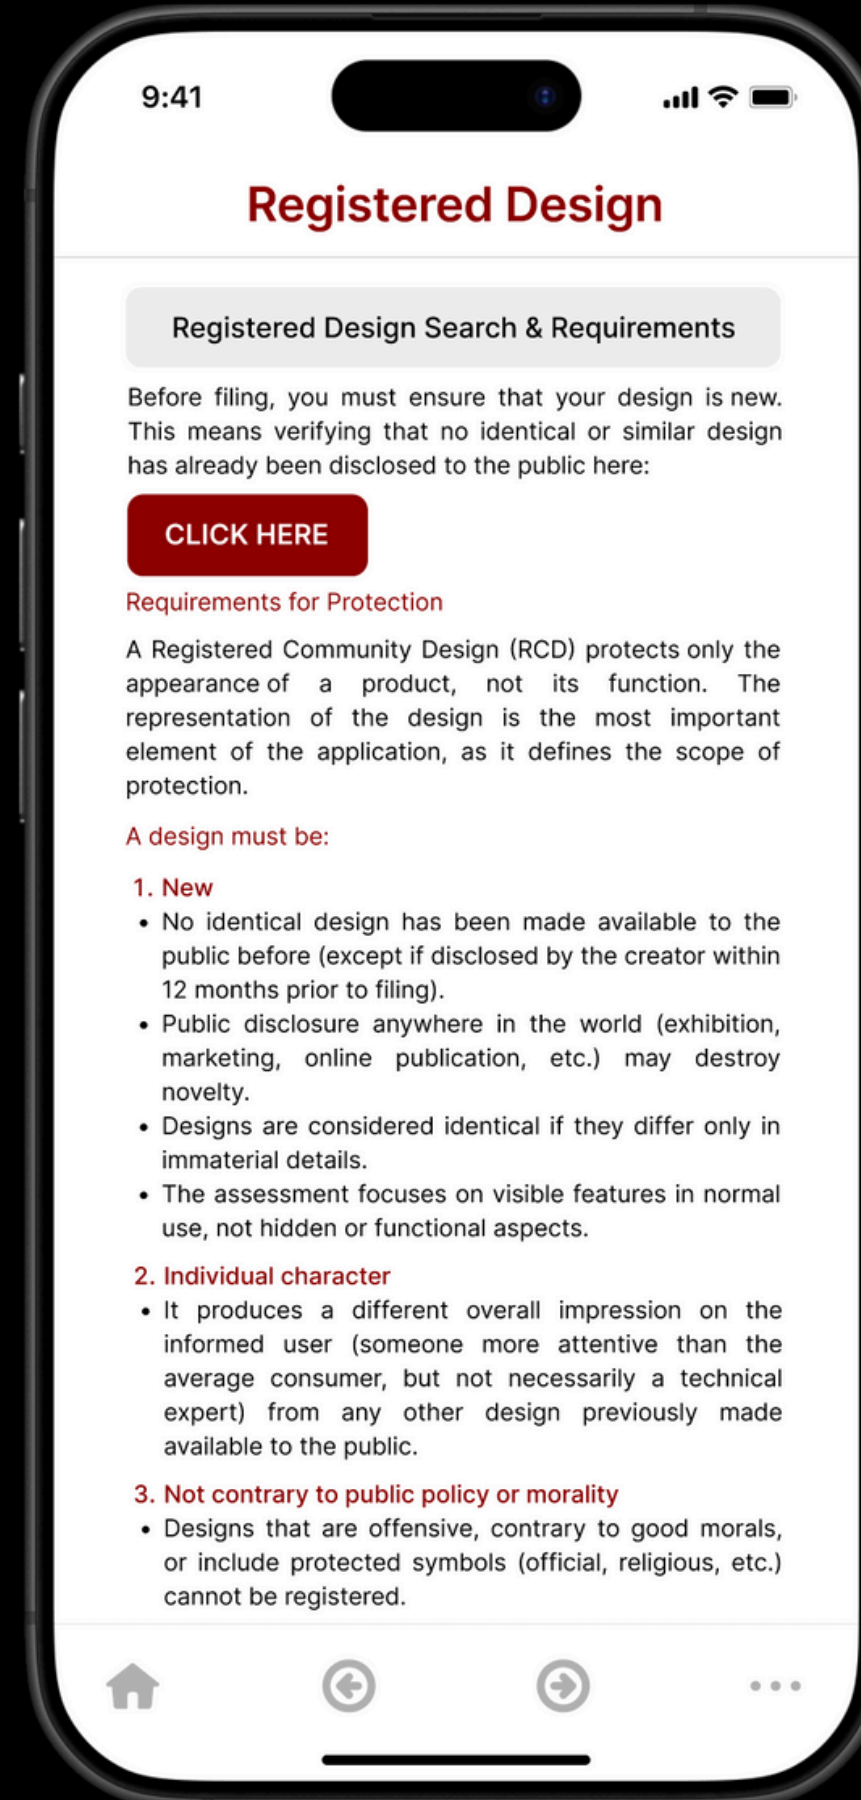 9:41
Registered Design
Registered Design Search & Requirements
Before filing, you must ensure that your design is new.
This means verifying that no identical or similar design
has already been disclosed to the public here:
CLICK HERE
Requirements for Protection
A Registered Community Design (RCD) protects only the
appearance of a product, not its function. The
representation of the design is the most important
element of the application, as it defines the scope of
protection.
A design must be:
1. New
• No identical design has been made available to the
public before (except if disclosed by the creator within
12 months prior to filing).
• Public disclosure anywhere in the world (exhibition,
marketing, online publication, etc.) may destroy
novelty.
• Designs are considered identical if they differ only in
immaterial details.
• The assessment focuses on visible features in normal
use, not hidden or functional aspects.
2. Individual character
• It produces a different overall impression on the
informed user (someone more attentive than the
average consumer, but not necessarily a technical
expert) from any other design previously made
available to the public.
3. Not contrary to public policy or morality
• Designs that are offensive, contrary to good morals,
or include protected symbols (official, religious, etc.)
cannot be registered.